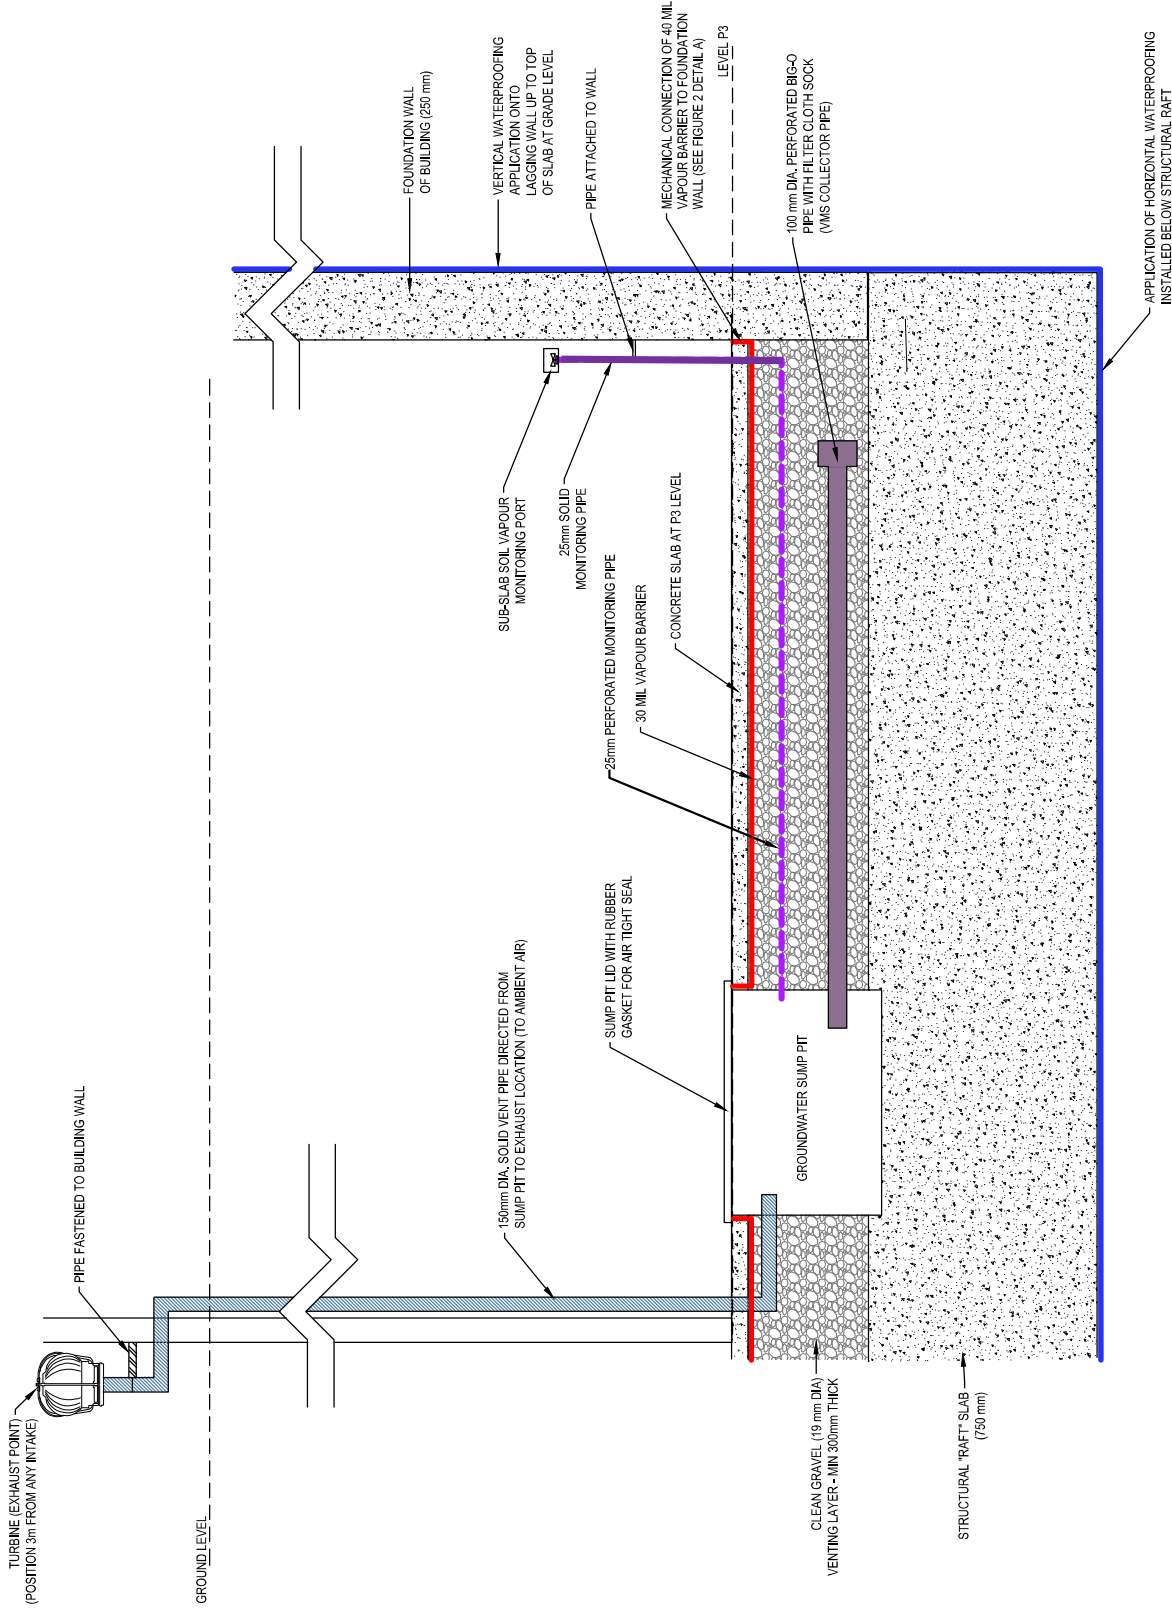 TURBINE (EXHAUST POINT)
(POSITION 3m FROM ANY INTAKE)
PIPE FASTENED TO BUILDING WALL
GROUND LEVEL
FOUNDATION WALL
OF BUILDING (250 mm)
VERTICAL WATERPROOFING
APPLICATION ONTO
LAGGING WALL UP TO TOP
OF SLAB AT GRADE LEVEL
150mm DIA. SOLID VENT PIPE DIRECTED FROM
SUMP PIT TO EXHAUST LOCATION (TO AMBIENT AIR)
SUB-SLAB SOIL VAPOUR
MONITORING PORT
25mm SOLID
MONITORING PIPE
PIPE ATTACHED TO WALL
SUMP PIT LID WITH RUBBER
GASKET FOR AIR TIGHT SEAL
25mm PERFORATED MONITORING PIPE
30 MIL VAPOUR BARRIER
CONCRETE SLAB AT P3 LEVEL
MECHANICAL CONNECTION OF 40 MIL
VAPOUR BARRIER TO FOUNDATION
WALL (SEE FIGURE 2 DETAIL A)
LEVEL P3
100 mm DIA. PERFORATED BIG-O
PIPE WITH FILTER CLOTH SOCK
(VMS COLLECTOR PIPE)
GROUNDWATER SUMP PIT
CLEAN GRAVEL (19 mm DIA)
VENTING LAYER - MIN 300mm THICK
STRUCTURAL "RAFT" SLAB
(750 mm)
APPLICATION OF HORIZONTAL WATERPROOFING
INSTALLED BELOW STRUCTURAL RAFT